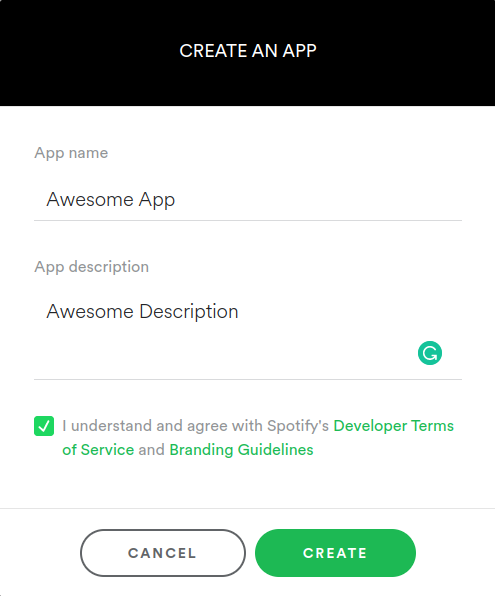 CREATE AN APP
App name
Awesome App
App description
Awesome Description
I understand and agree with Spotify's Developer Terms
of Service and Branding Guidelines
CANCEL
CREATE